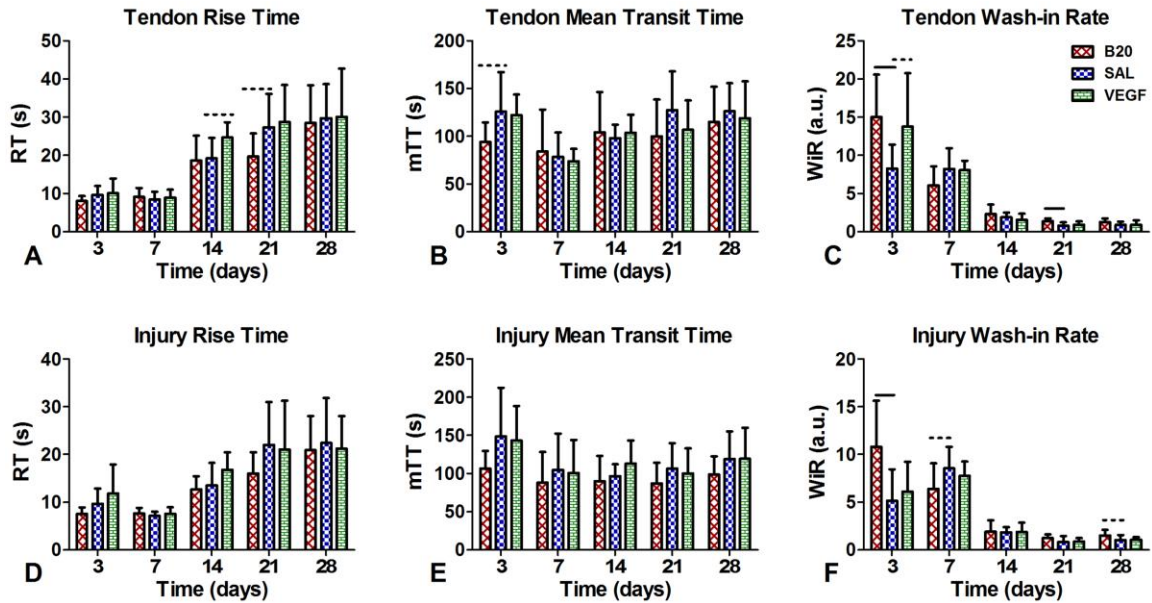 Tendon Rise Time
RT (s)
50
40
30
20
10
0
3 7 14 21 28
Time (days)
A
Tendon Mean Transit Time
mTT (s)
200
150
100
50
0
3 7 14 21 28
Time (days)
B
Tendon Wash-in Rate
WiR (a.u.)
25
20
15
10
5
0
B20
SAL
VEGF
3 7 14 21 28
Time (days)
C
Injury Rise Time
RT (s)
40
30
20
10
0
3 7 14 21 28
Time (days)
D
Injury Mean Transit Time
mTT (s)
250
200
150
100
50
0
3 7 14 21 28
Time (days)
E
Injury Wash-in Rate
WiR (a.u.)
20
15
10
5
0
3 7 14 21 28
Time (days)
F